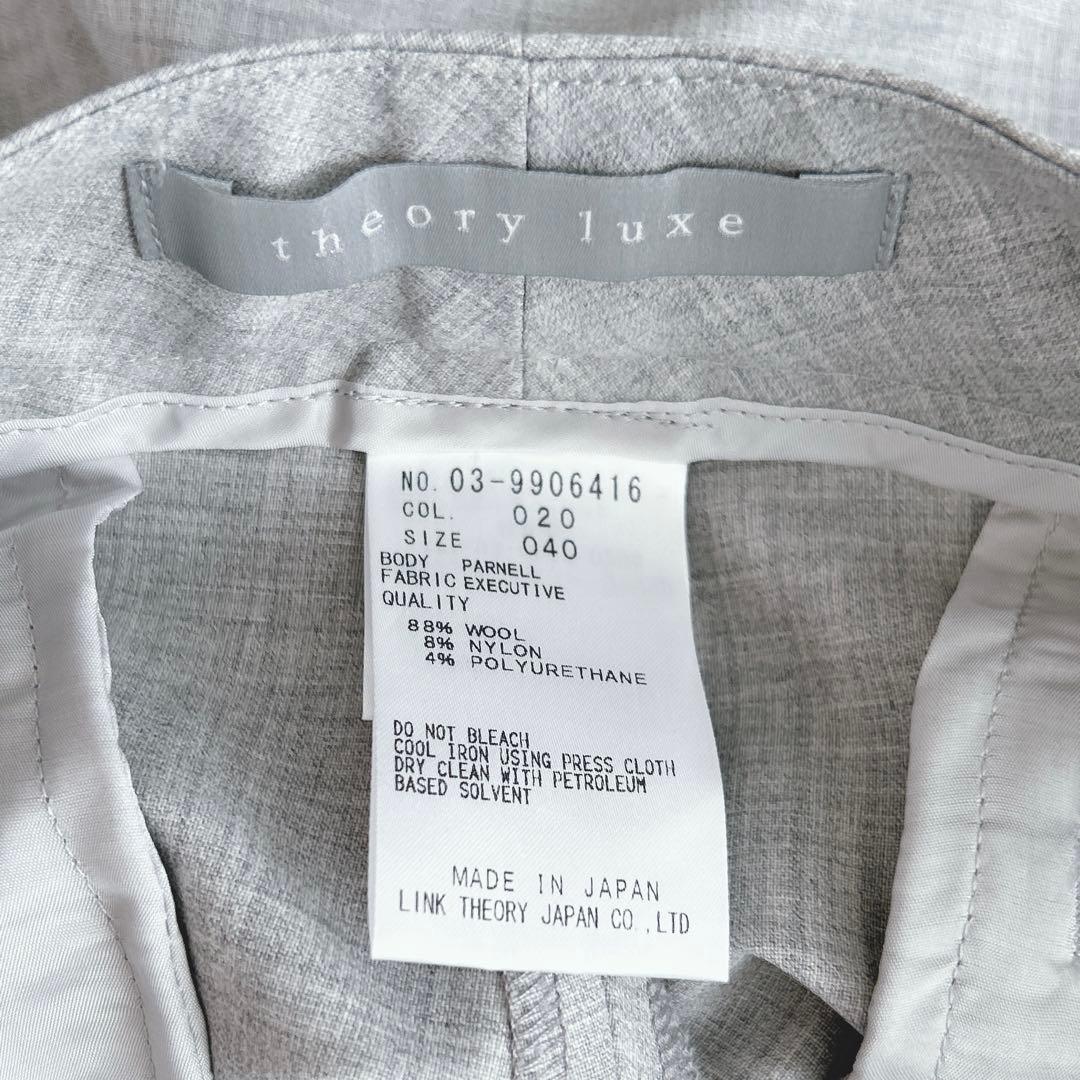 theory luxe
NO. 03-9906416
COL. 020
SIZE 040
BODY PARNELL
FABRIC EXECUTIVE
QUALITY
88% WOOL
8% NYLON
4% POLYURETHANE
DO NOT BLEACH
COOL IRON USING PRESS CLOTH
DRY CLEAN WITH PETROLEUM
BASED SOLVENT
MADE IN JAPAN
LINK THEORY JAPAN CO.,LTD